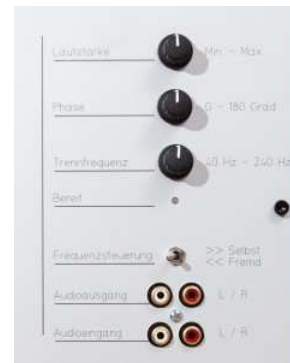 Lautstärke Min - Max
Phase 0 - 180 Grad
Trennfrequenz 40 Hz - 240 Hz
Bereit
Frequenzsteuerung >> Selbst
<< Fremd
Audioausgang L / R
Audioeingang L / R